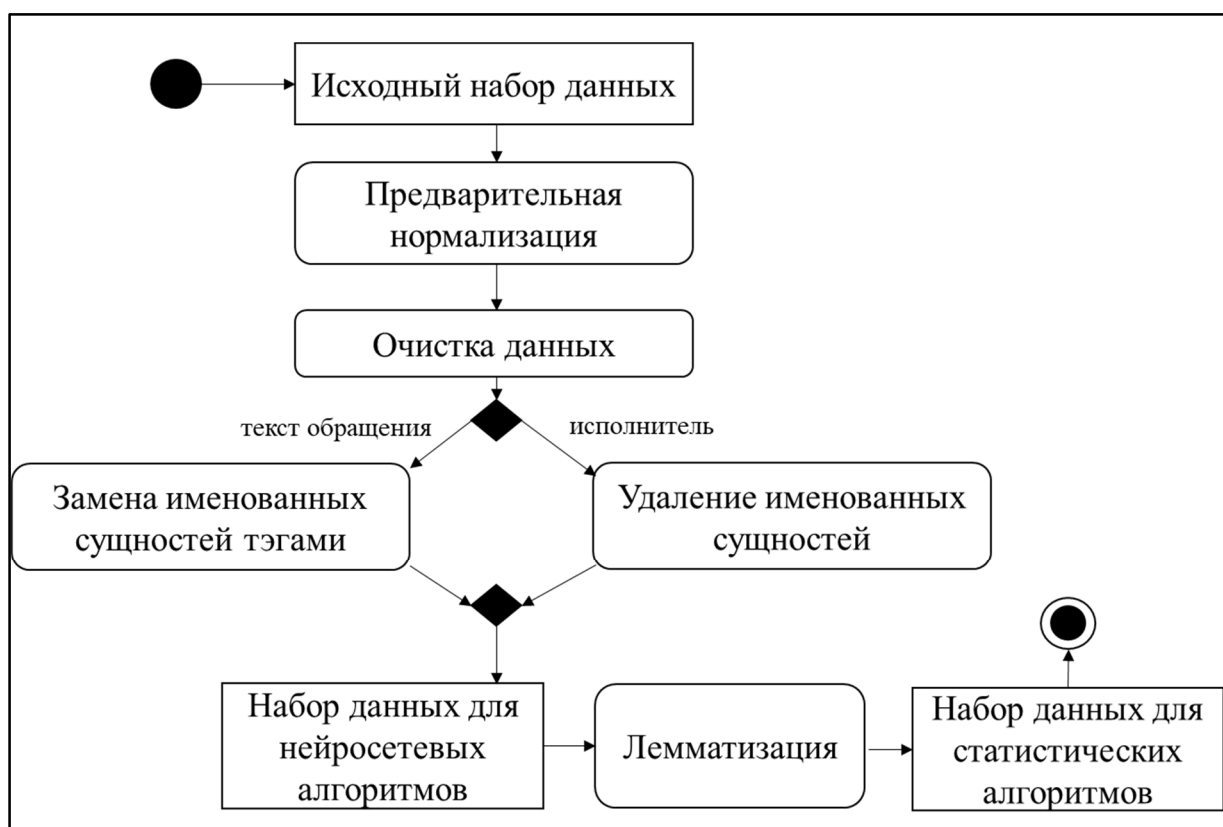 Исходный набор данных
Предварительная
нормализация
Очистка данных
текст обращения
исполнитель
Замена именованных
сущностей тэгами
Удаление именованных
сущностей
Набор данных для
нейросетевых
алгоритмов
Лемматизация
Набор данных для
статистических
алгоритмов